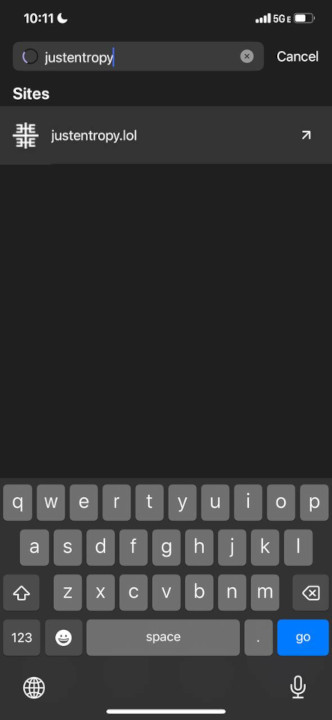 10:11
5G E
justentropy
Cancel
Sites
justentropy.lol
q w e r t y u i o p
a s d f g h j k l
z x c v b n m
123 space . go